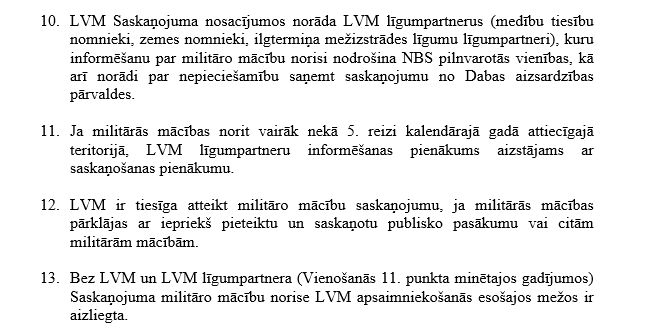 10. LVM Saskaņojuma nosacījumos norāda LVM līgumpartnerus (medību tiesību
nomnieki, zemes nomnieki, ilgtermiņa mežizstrādes līgumu līgumpartneri), kuru
informēšanu par militāro mācību norisi nodrošina NBS pilnvarotās vienības, kā
arī norādi par nepieciešamību saņemt saskaņojumu no Dabas aizsardzības
pārvaldes.
11. Ja militārās mācības norit vairāk nekā 5. reizi kalendārajā gadā attiecīgajā
teritorijā, LVM līgumpartneru informēšanas pienākums aizstājams ar
saskaņošanas pienākumu.
12. LVM ir tiesīga atteikt militāro mācību saskaņojumu, ja militārās mācības
pārklājas ar iepriekš pieteiktu un saskaņotu publisko pasākumu vai citām
militārām mācībām.
13. Bez LVM un LVM līgumpartnera (Vienošanās 11. punkta minētajos gadījumos)
Saskaņojuma militāro mācību norise LVM apsaimniekošanās esošajos mežos ir
aizliegta.